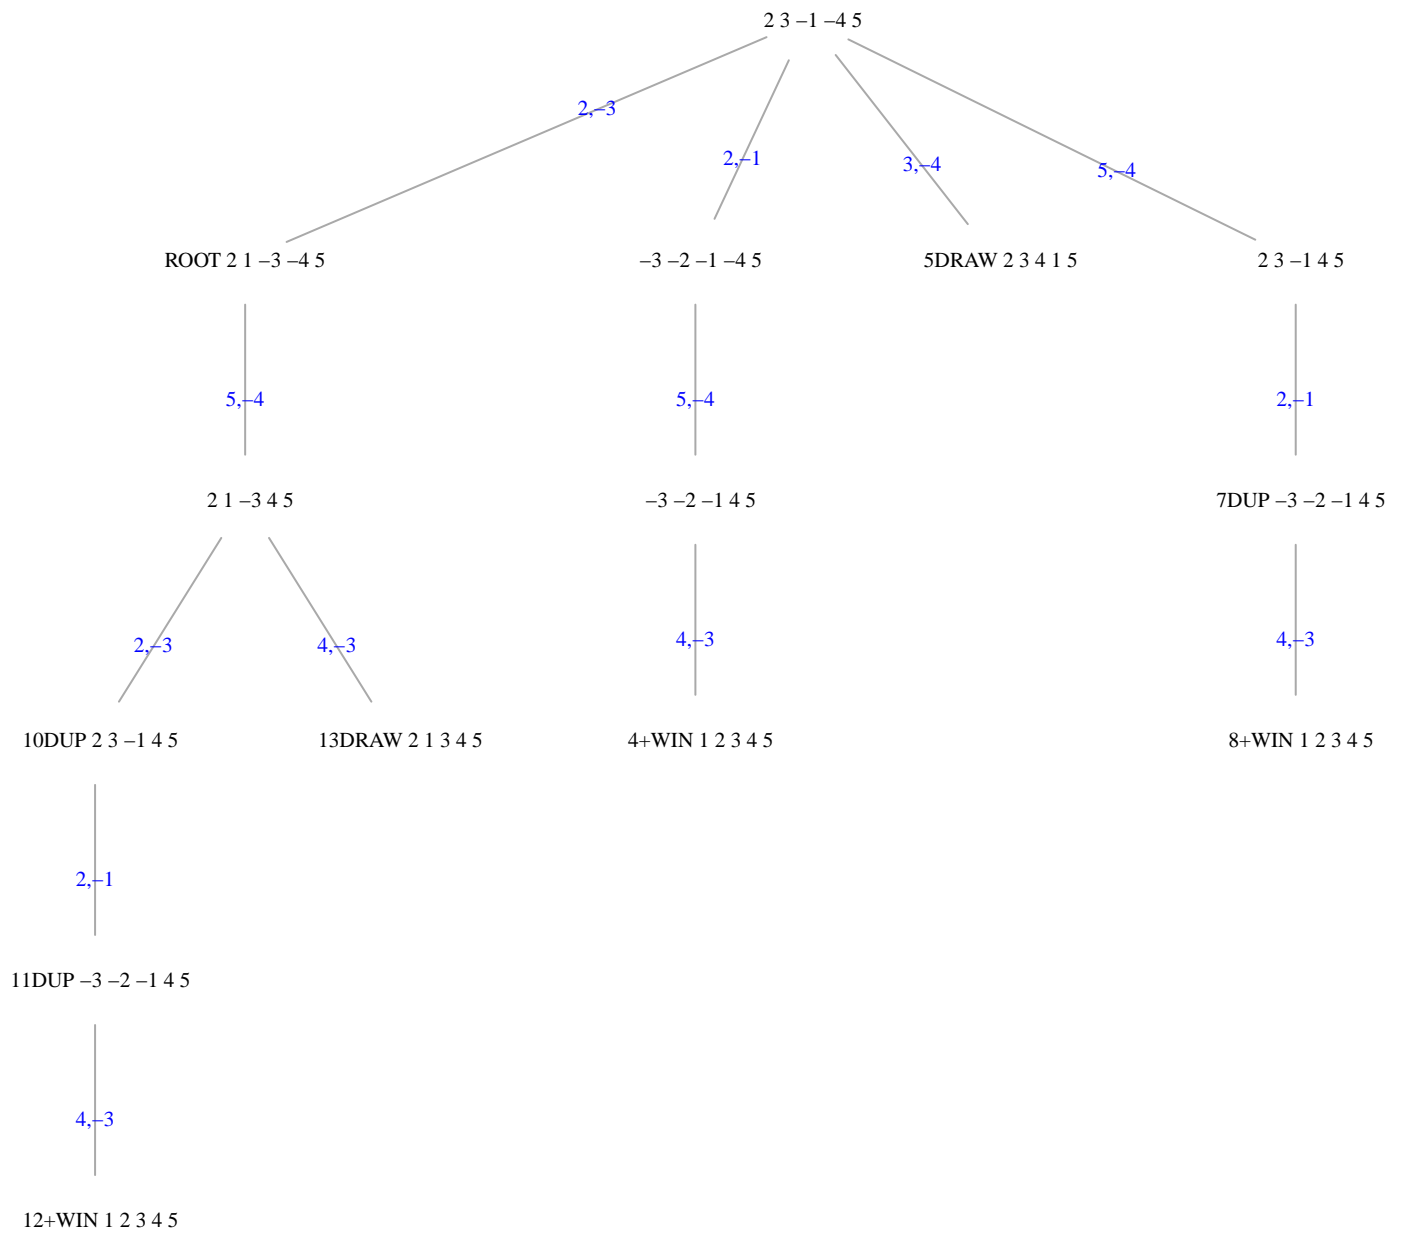 2 3 –1 –4 5
2,–3
2,–1
3,–4
5,–4
ROOT 2 1 –3 –4 5
–3 –2 –1 –4 5
5DRAW 2 3 4 1 5
2 3 –1 4 5
5,–4
5,–4
2,–1
2 1 –3 4 5
–3 –2 –1 4 5
7DUP –3 –2 –1 4 5
2,–3
4,–3
4,–3
4,–3
10DUP 2 3 –1 4 5
13DRAW 2 1 3 4 5
4+WIN 1 2 3 4 5
8+WIN 1 2 3 4 5
2,–1
11DUP –3 –2 –1 4 5
4,–3
12+WIN 1 2 3 4 5